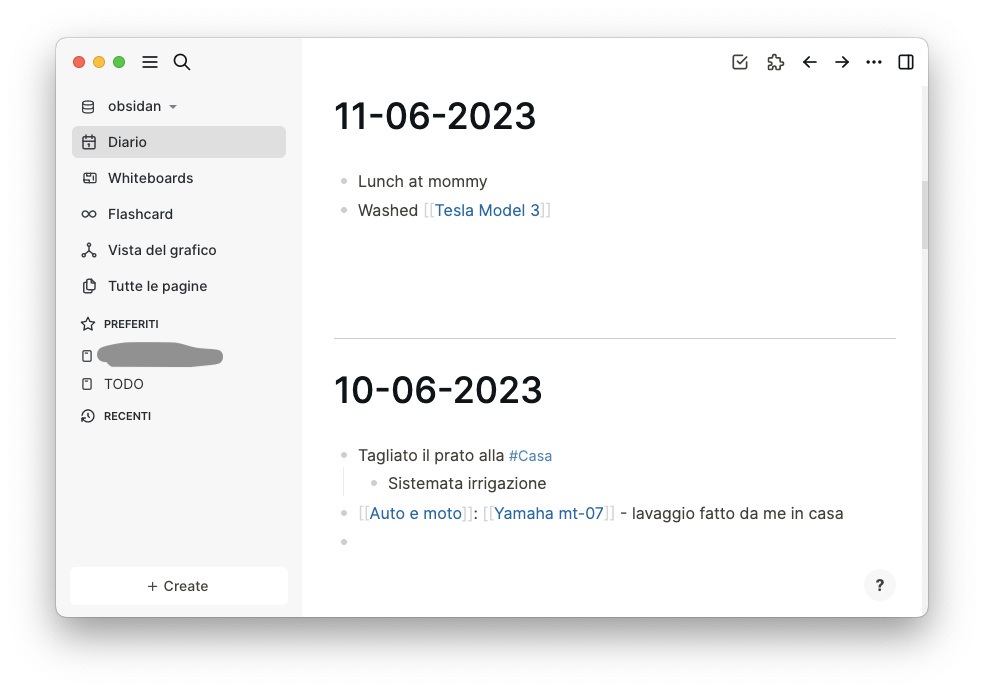 obsidan
Diario
Whiteboards
Flashcard
Vista del grafico
Tutte le pagine
PREFERITI
TODO
RECENTI
+ Create
11-06-2023
Lunch at mommy
Washed [[Tesla Model 3]]
10-06-2023
Tagliato il prato alla #Casa
Sistemata irrigazione
[[Auto e moto]]: [[Yamaha mt-07]] - lavaggio fatto da me in casa
?